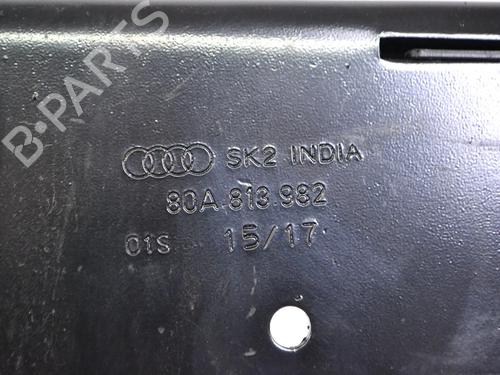 SK2 INDIA
80A 813 982
01S 15/17
B-PARTS